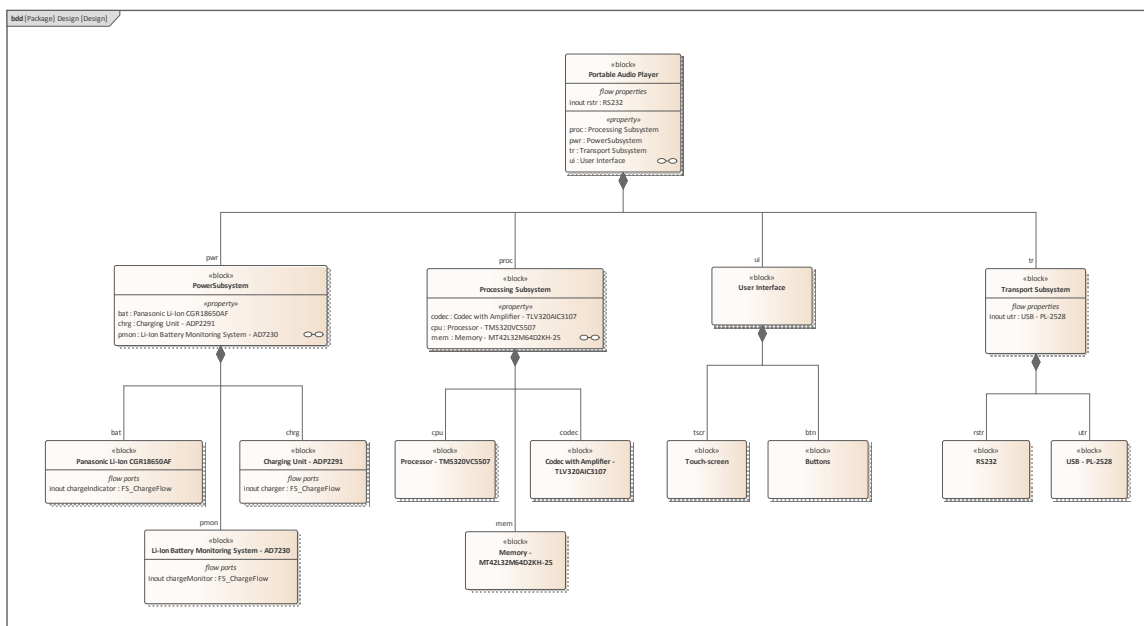 bdd [Package] Design [Design]
«block»
Portable Audio Player
flow properties
inout rstr : RS232
«property»
proc : Processing Subsystem
pwr : PowerSubsystem
tr : Transport Subsystem
ui : User Interface
pwr
proc
ui
tr
«block»
PowerSubsystem
«property»
bat : Panasonic Li-Ion CGR18650AF
chrg : Charging Unit - ADP2291
pmon : Li-Ion Battery Monitoring System - AD7230
«block»
Processing Subsystem
«property»
codec : Codec with Amplifier - TLV320AIC3107
cpu : Processor - TMS320VC5507
mem : Memory - MT42L32M64D2KH-25
«block»
User Interface
«block»
Transport Subsystem
flow properties
inout utr : USB - PL-2528
bat
chrg
cpu
codec
tscr
btn
rstr
utr
«block»
Panasonic Li-Ion CGR18650AF
flow ports
inout chargeIndicator : FS_ChargeFlow
«block»
Charging Unit - ADP2291
flow ports
inout charger : FS_ChargeFlow
«block»
Processor - TMS320VC5507
«block»
Codec with Amplifier -
TLV320AIC3107
«block»
Touch-screen
«block»
Buttons
«block»
RS232
«block»
USB - PL-2528
pmon
mem
«block»
Li-Ion Battery Monitoring System - AD7230
flow ports
inout chargeMonitor : FS_ChargeFlow
«block»
Memory -
MT42L32M64D2KH-25